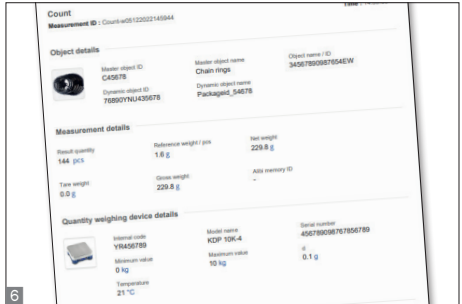 Count
Measurement ID : Count-w05122022145944
Object details
Master object ID
C45678
Master object name
Chain rings
Object name / ID
34567890987654EW
Dynamic object ID
76890YNU435678
Dynamic object name
Packageid_54678
Measurement details
Result quantity
144 pcs
Reference weight / pcs
1.6 g
Net weight
229.8 g
Tare weight
0.0 g
Gross weight
229.8 g
Alibi memory ID
-
Quantity weighing device details
Internal code
YR456789
Model name
KDP 10K-4
Serial number
456789098767856789
Minimum value
0 kg
Maximum value
10 kg
d
0.1 g
Temperature
21 °C
6